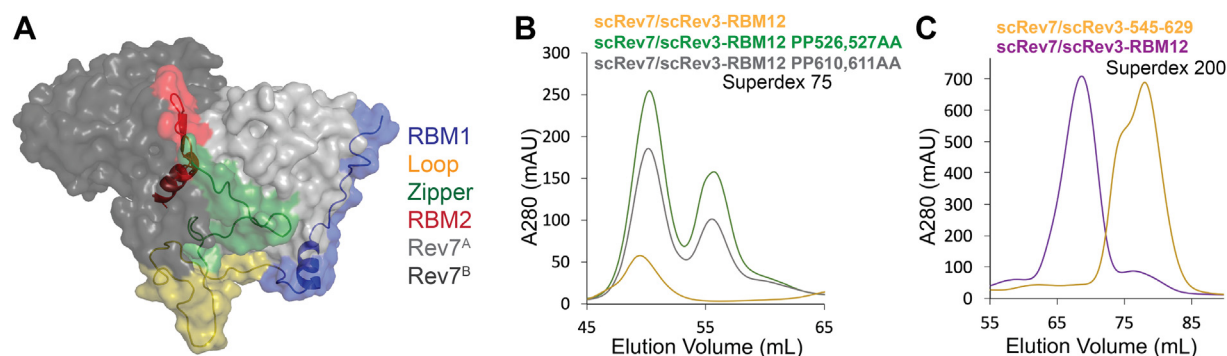 A
RBM1
Loop
Zipper
RBM2
Rev7A
Rev7B
B
scRev7/scRev3-RBM12
scRev7/scRev3-RBM12 PP526,527AA
scRev7/scRev3-RBM12 PP610,611AA
Superdex 75
A280 (mAU)
300
250
200
150
100
50
0
45
55
65
Elution Volume (mL)
C
scRev7/scRev3-545-629
scRev7/scRev3-RBM12
Superdex 200
A280 (mAU)
700
600
500
400
300
200
100
0
55
65
75
85
Elution Volume (mL)